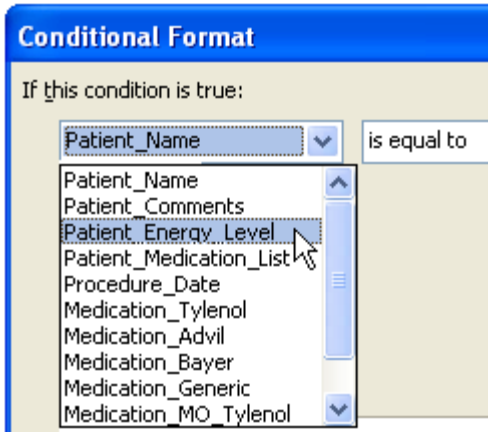 Conditional Format
If this condition is true:
Patient_Name is equal to
Patient_Name
Patient_Comments
Patient_Energy_Level
Patient_Medication_List
Procedure_Date
Medication_Tylenol
Medication_Advil
Medication_Bayer
Medication_Generic
Medication_MO_Tylenol